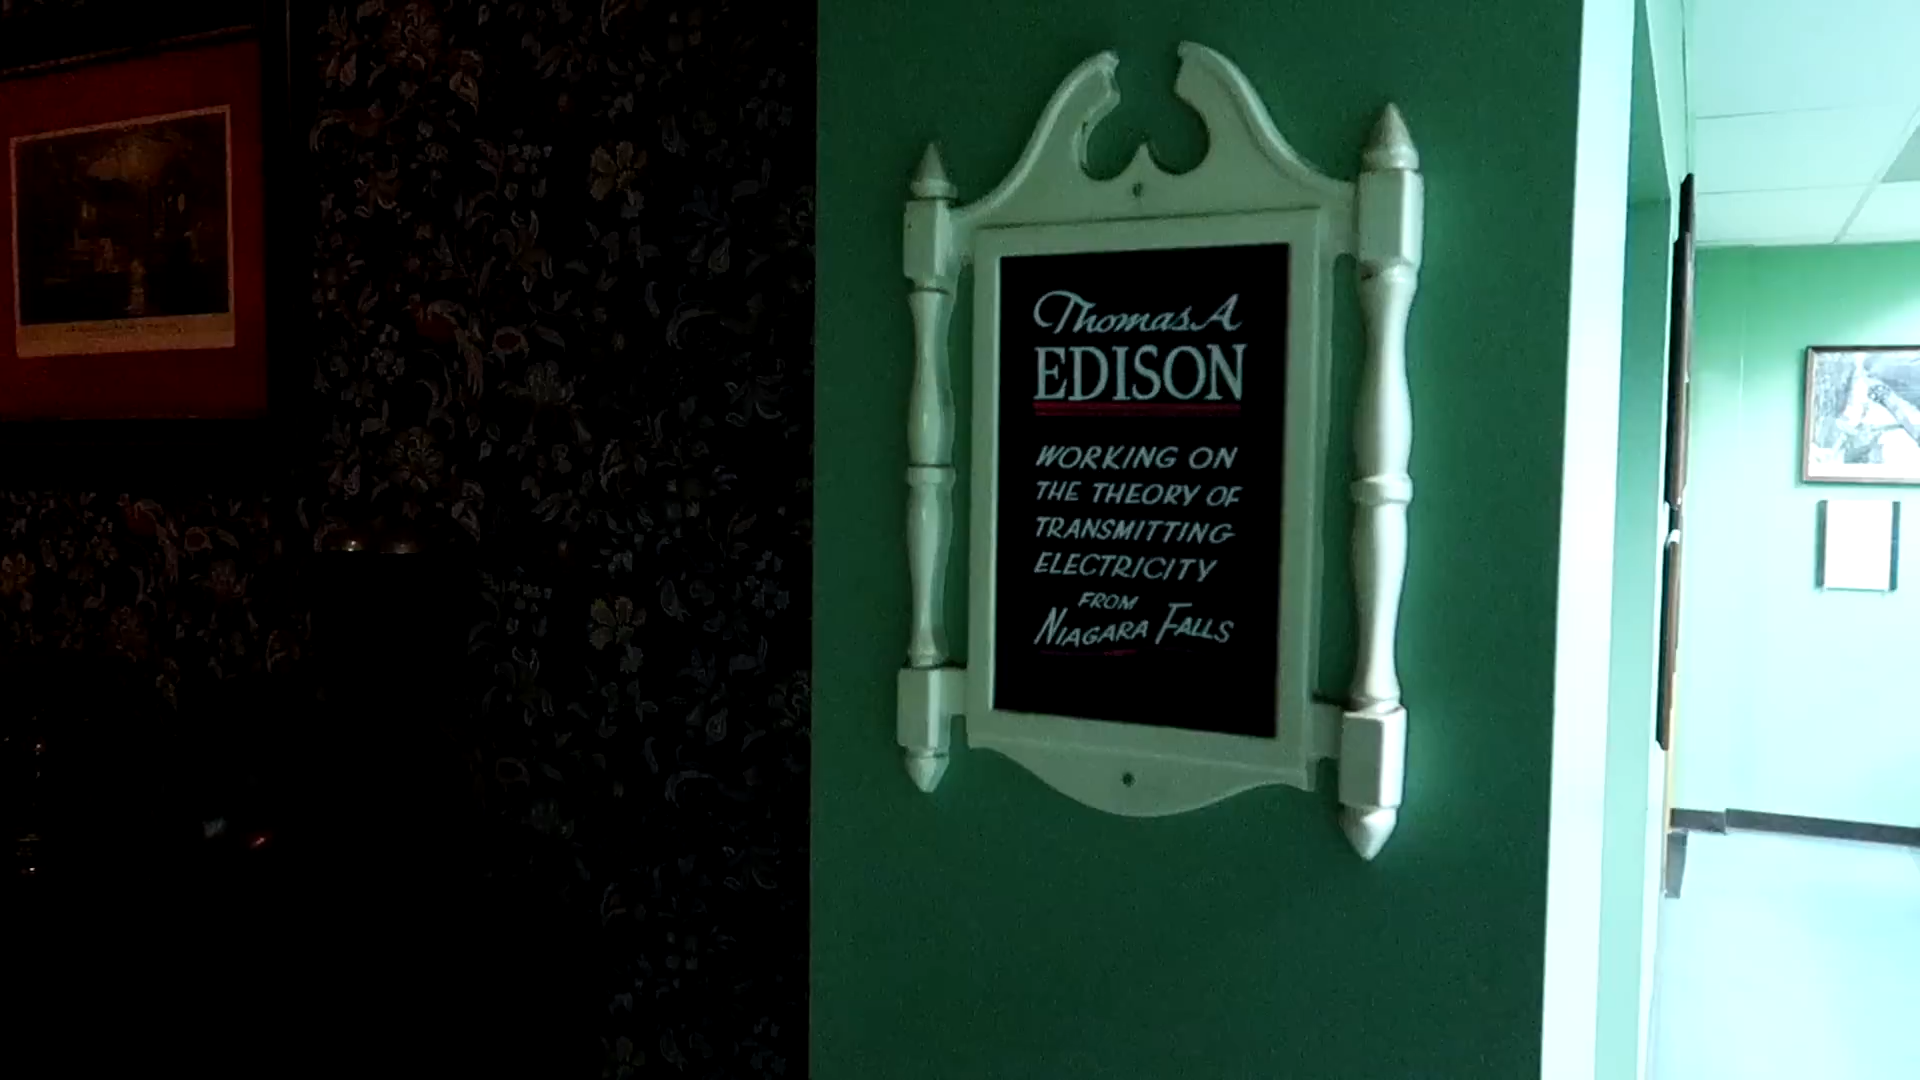 Thomas A
EDISON
WORKING ON
THE THEORY OF
TRANSMITTING
ELECTRICITY
FROM
NIAGARA FALLS